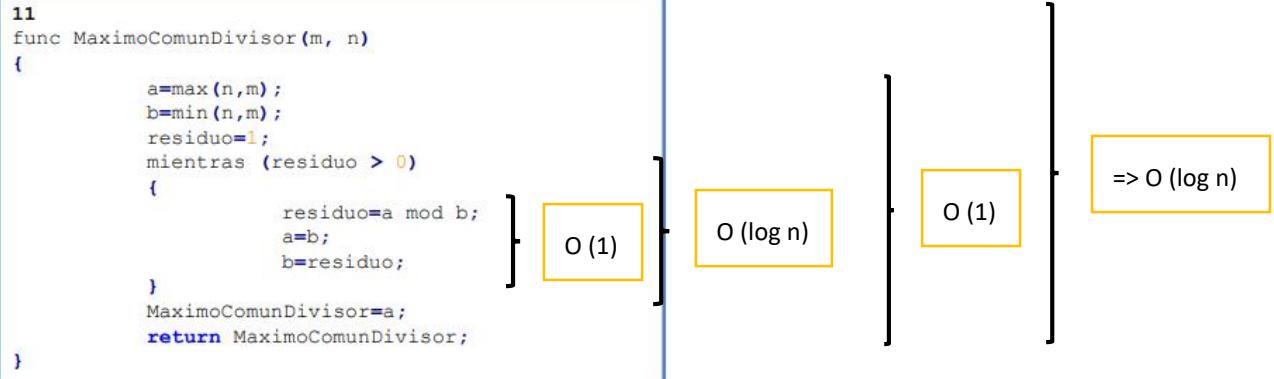 11
func MaximoComunDivisor(m, n)
{
a=max(n,m);
b=min(n,m);
residuo=1;
mientras (residuo > 0)
{
residuo=a mod b;
a=b;
b=residuo;
}
MaximoComunDivisor=a;
return MaximoComunDivisor;
}
O (1)
O (log n)
O (1)
=> O (log n)